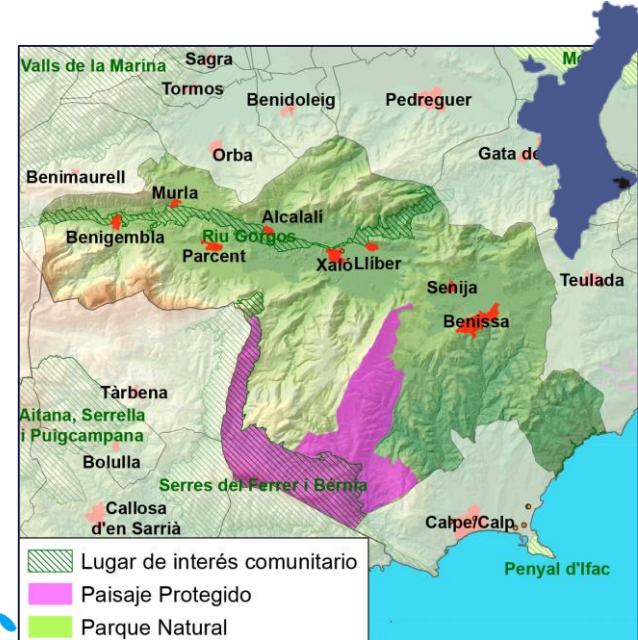 Valls de la Marina
Sagra
Mo
Tormos
Benidoleig
Pedreguer
Orba
Gata de
Benimaurell
Murla
Alcalalí
Benigembla
Riu Gorgos
Parcent
Xaló
Llíber
Senija
Teulada
Benissa
Tàrbena
Aitana, Serrella
i Puigcampana
Bolulla
Serres del Ferrer i Bèrnia
Callosa
d'en Sarrià
Calpe/Calp
Penyal d'Ifac
Lugar de interés comunitario
Paisaje Protegido
Parque Natural